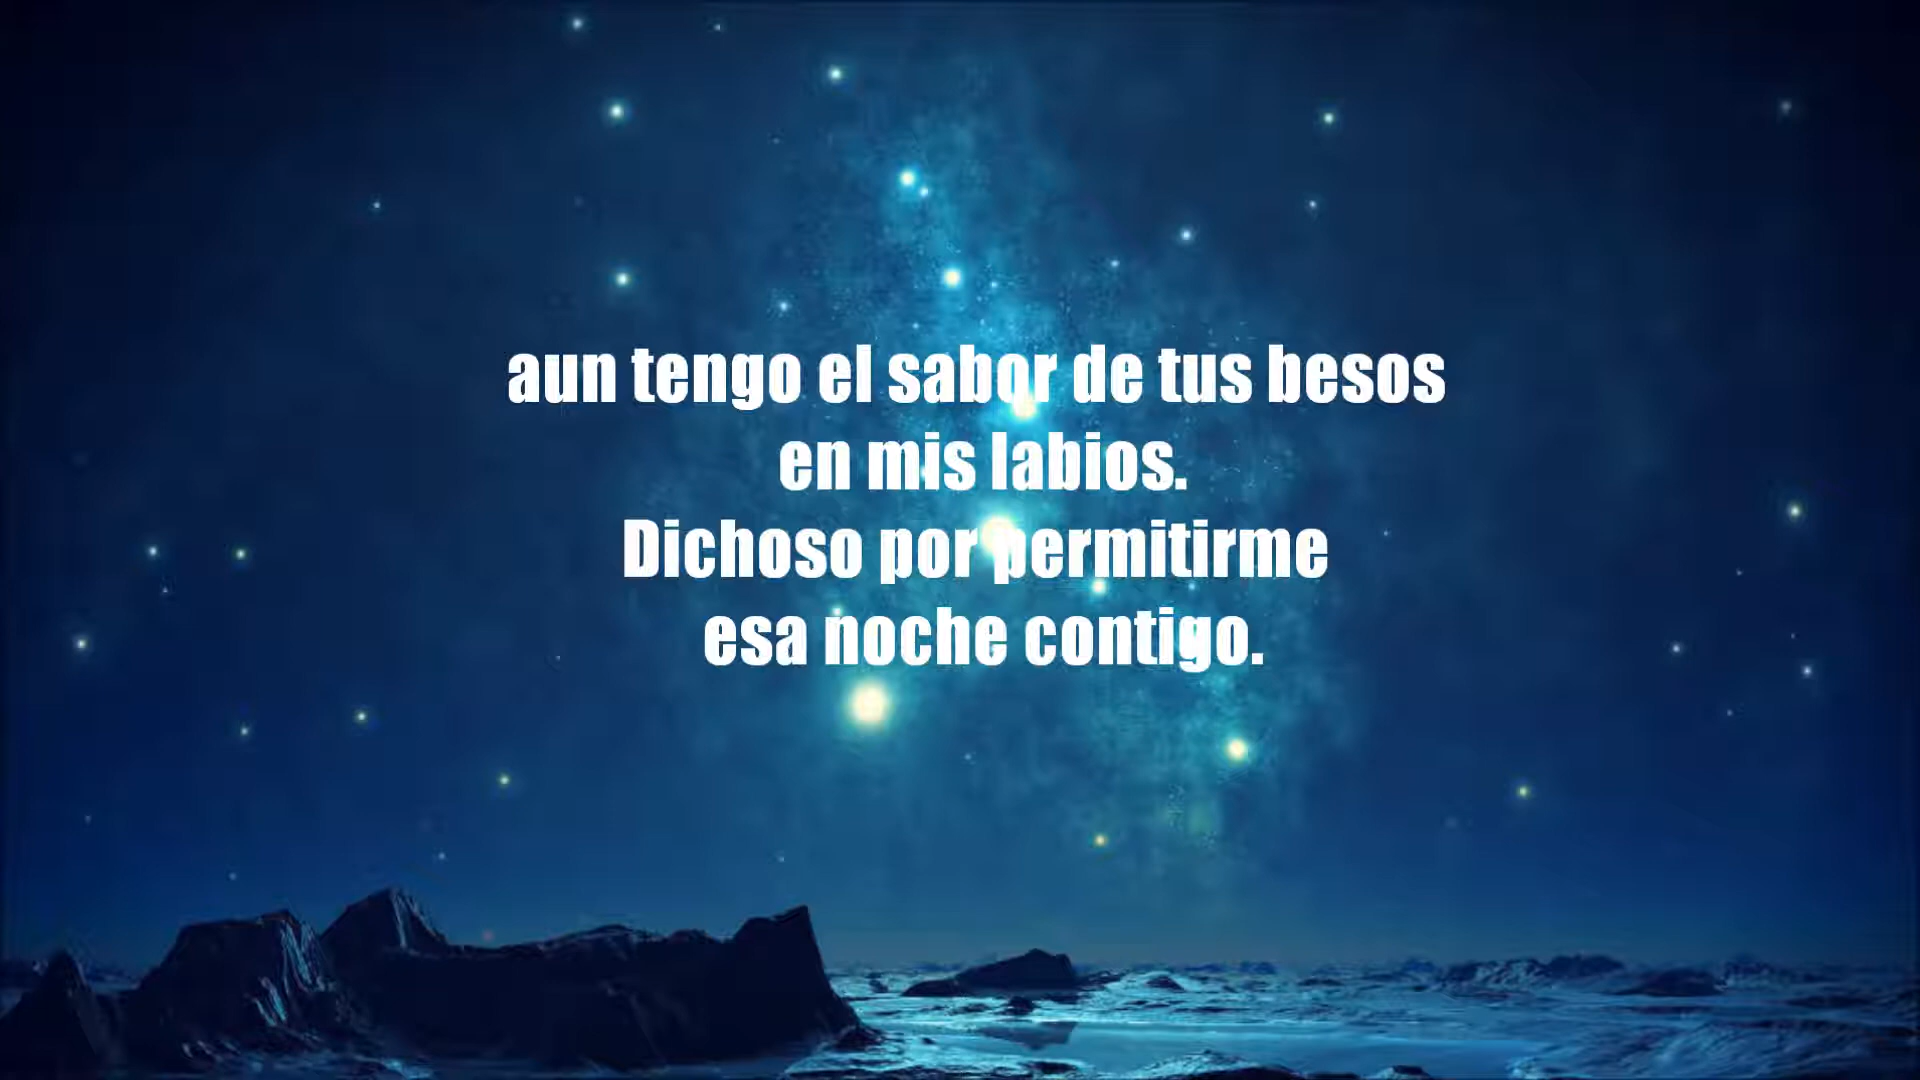 aun tengo el sabor de tus besos
en mis labios.
Dichoso por permitirme
esa noche contigo.